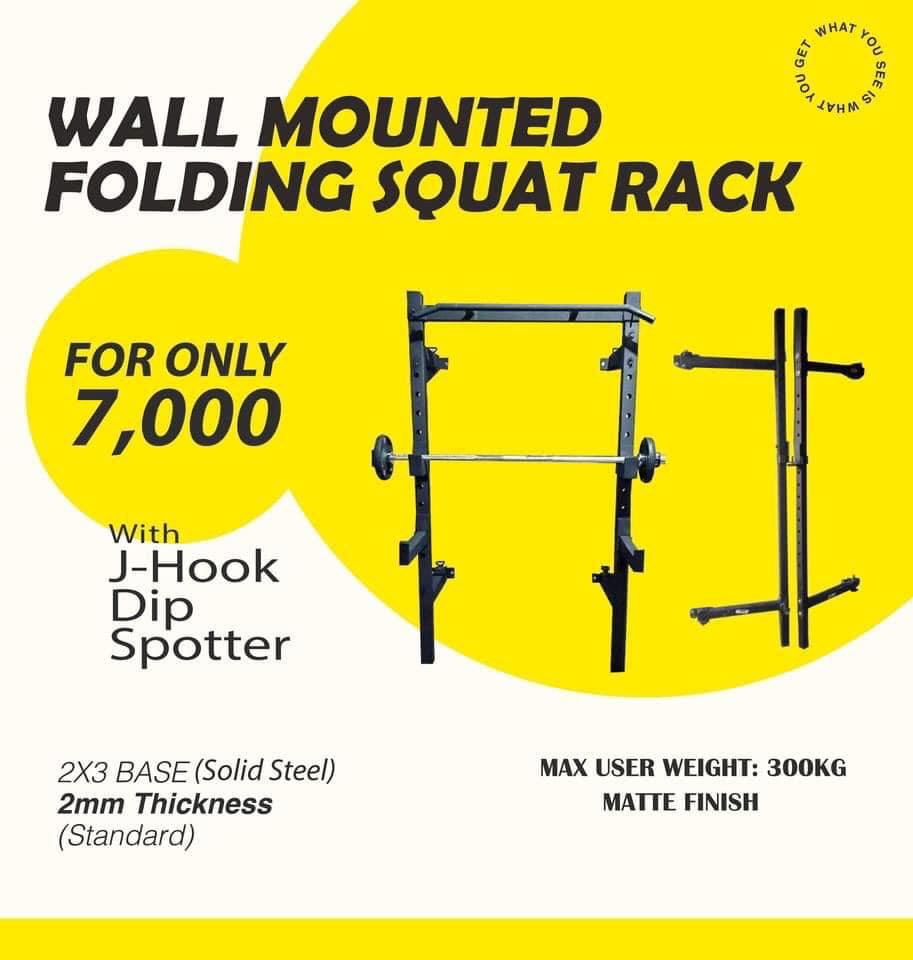 WHAT YOU SEE IS WHAT YOU GET
WALL MOUNTED
FOLDING SQUAT RACK
FOR ONLY
7,000
With
J-Hook
Dip
Spotter
2X3 BASE (Solid Steel)
2mm Thickness
(Standard)
MAX USER WEIGHT: 300KG
MATTE FINISH